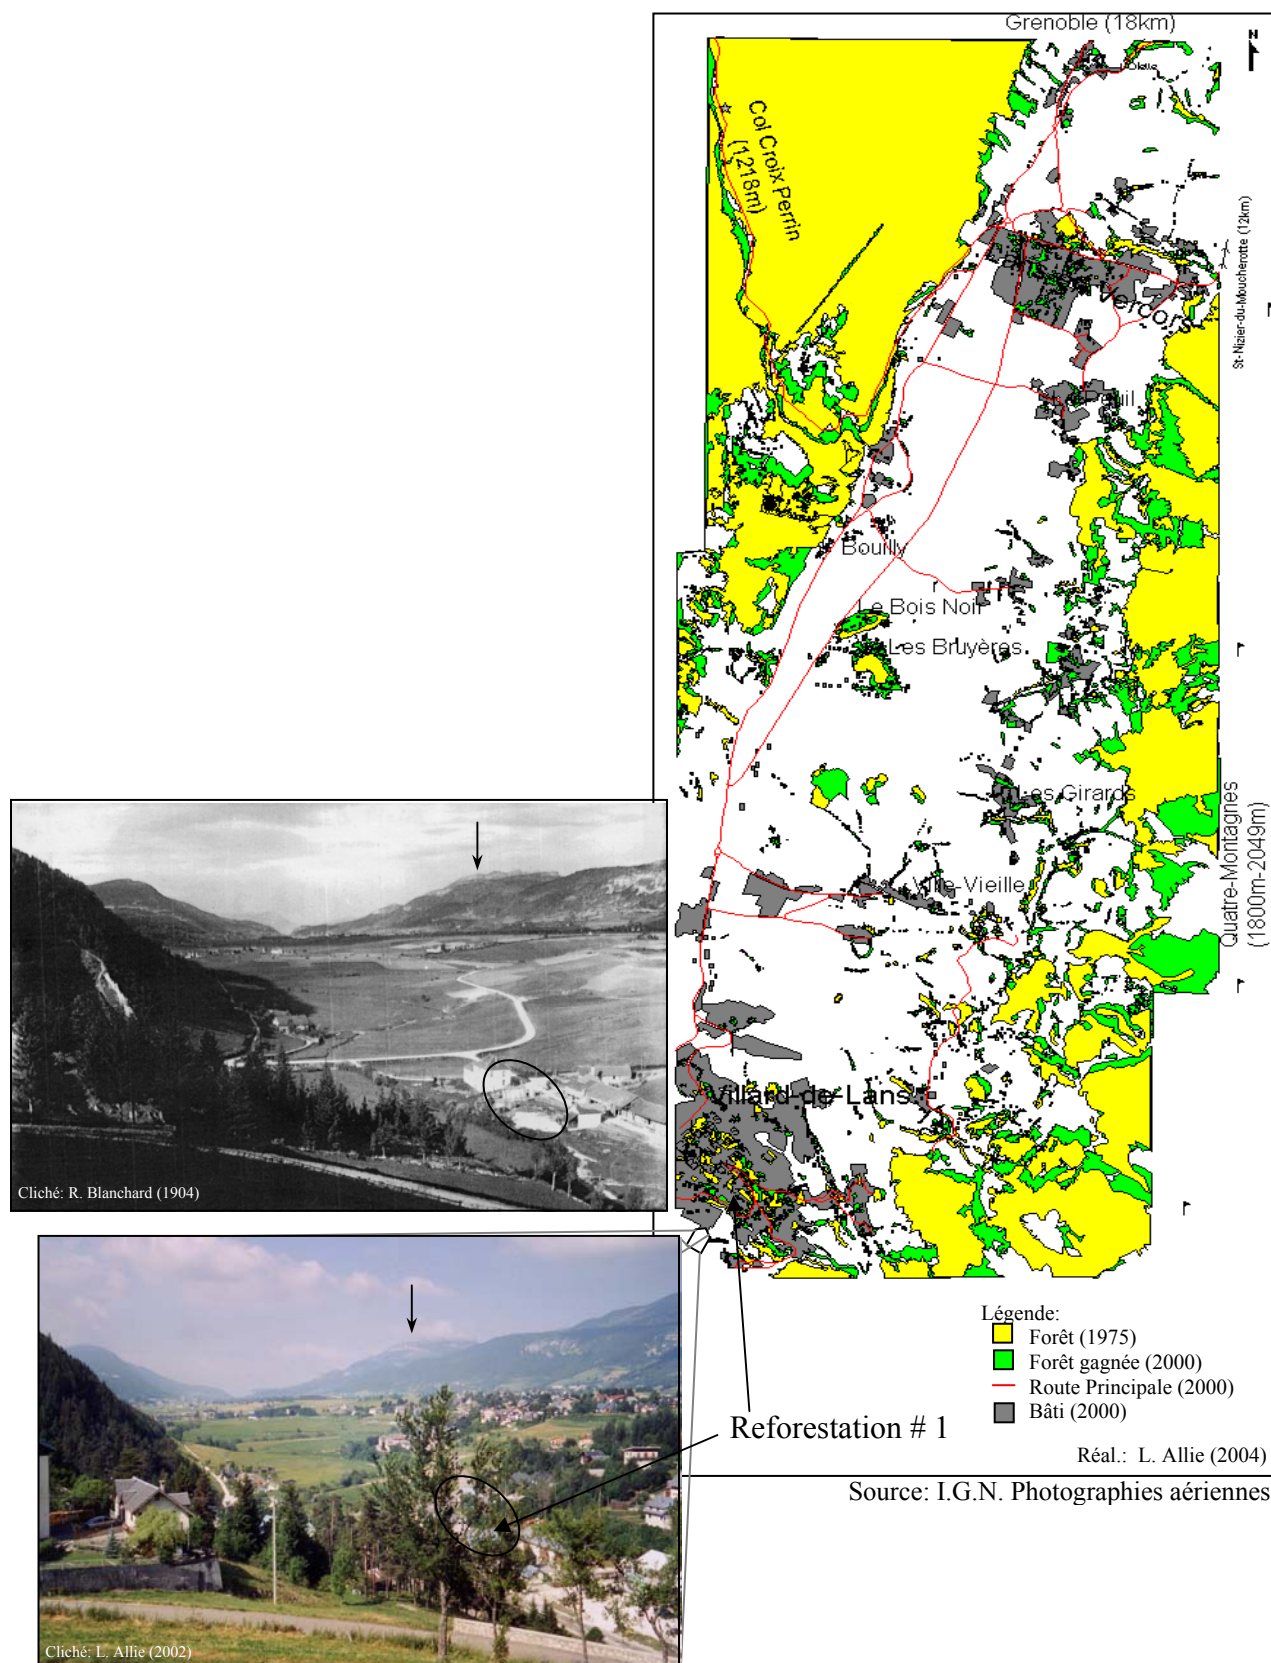 Grenoble (18km)
N
Col Croix Perrin
(1218m)
St-Nizier-du-Moucherotte (12km)
Vercors
Bouilly
Le Bois Noir
Les Bruyères
Les Girards
Ville-Vieille
Quatre-Montagnes
(1800m-2049m)
Villard-de-Lans
Cliché: R. Blanchard (1904)
Légende:
Forêt (1975)
Forêt gagnée (2000)
Route Principale (2000)
Bâti (2000)
Reforestation # 1
Réal.: L. Allie (2004)
Source: I.G.N. Photographies aériennes
Cliché: L. Allie (2002)